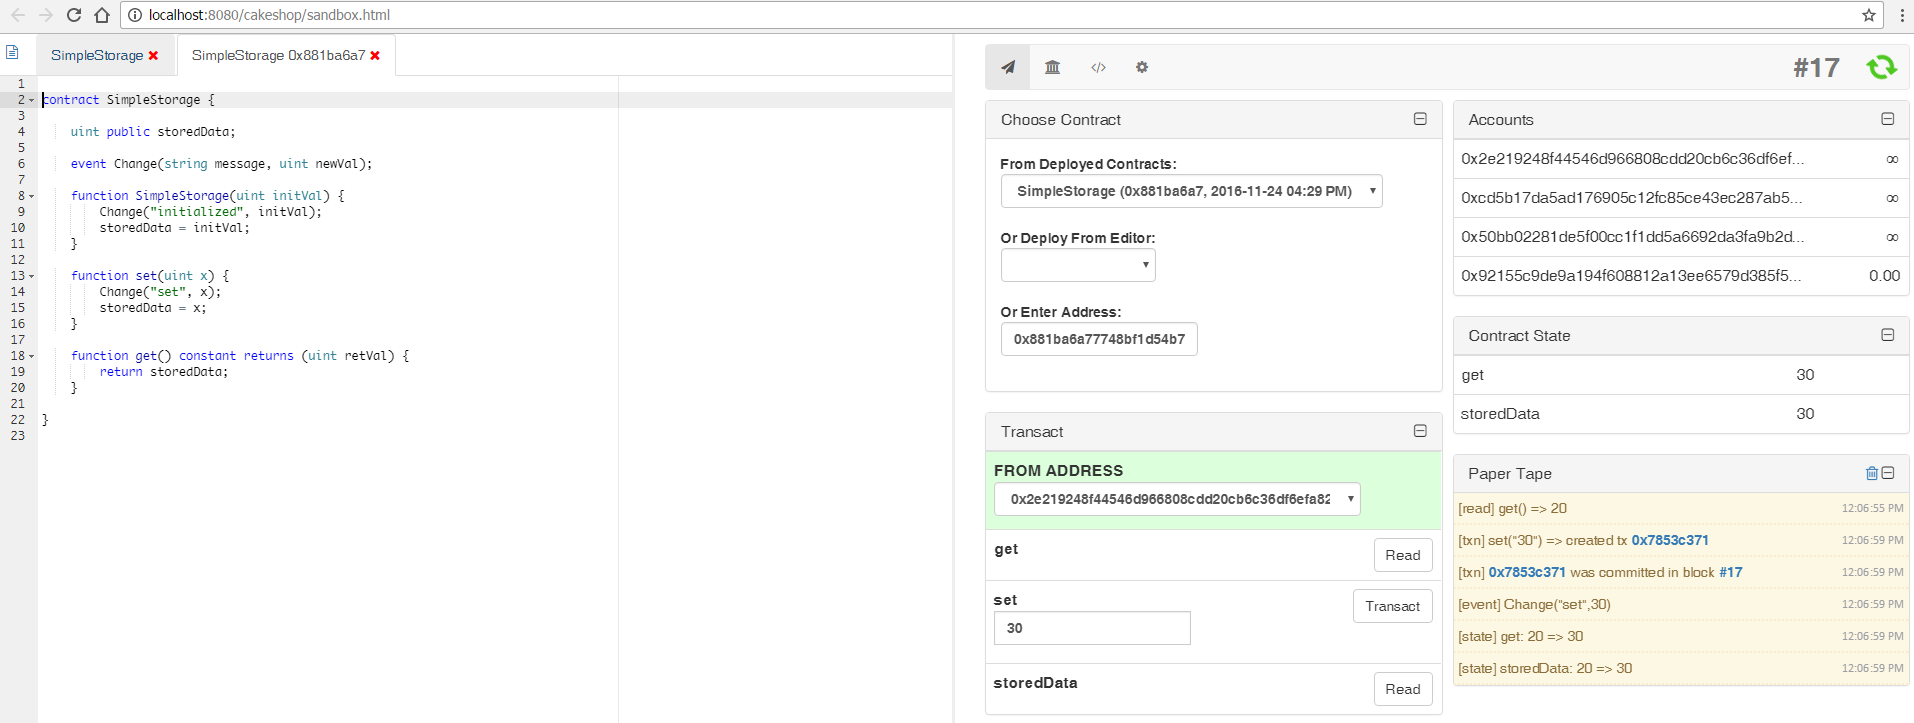 localhost:8080/cakeshop/sandbox.html
SimpleStorage
SimpleStorage 0x881ba6a7
1
2 contract SimpleStorage {
3
4 uint public storedData;
5
6 event Change(string message, uint newVal);
7
8 function SimpleStorage(uint initVal) {
9 Change("initialized", initVal);
10 storedData = initVal;
11 }
12
13 function set(uint x) {
14 Change("set", x);
15 storedData = x;
16 }
17
18 function get() constant returns (uint retVal) {
19 return storedData;
20 }
21
22 }
23
#17
Choose Contract
From Deployed Contracts:
SimpleStorage (0x881ba6a7, 2016-11-24 04:29 PM)
Or Deploy From Editor:
Or Enter Address:
0x881ba6a77748bf1d54b7
Transact
FROM ADDRESS
0x2e219248f44546d966808cdd20cb6c36df6efa82
get
Read
set
Transact
30
storedData
Read
Accounts
0x2e219248f44546d966808cdd20cb6c36df6ef... ∞
0xcd5b17da5ad176905c12fc85ce43ec287ab5... ∞
0x50bb02281de5f00cc1f1dd5a6692da3fa9b2d... ∞
0x92155c9de9a194f608812a13ee6579d385f5... 0.00
Contract State
get 30
storedData 30
Paper Tape
[read] get() => 20 12:06:55 PM
[txn] set("30") => created tx 0x7853c371 12:06:59 PM
[txn] 0x7853c371 was committed in block #17 12:06:59 PM
[event] Change("set",30) 12:06:59 PM
[state] get: 20 => 30 12:06:59 PM
[state] storedData: 20 => 30 12:06:59 PM